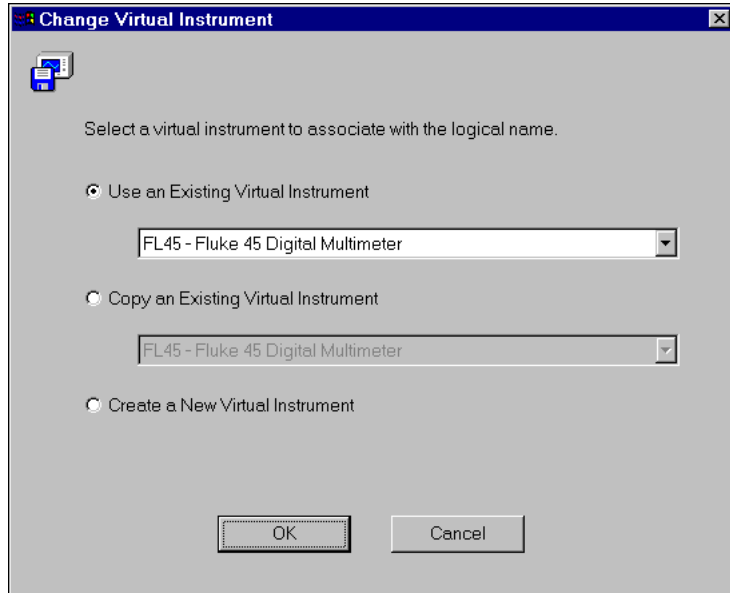 Change Virtual Instrument
Select a virtual instrument to associate with the logical name.
Use an Existing Virtual Instrument
FL45 - Fluke 45 Digital Multimeter
Copy an Existing Virtual Instrument
FL45 - Fluke 45 Digital Multimeter
Create a New Virtual Instrument
OK Cancel